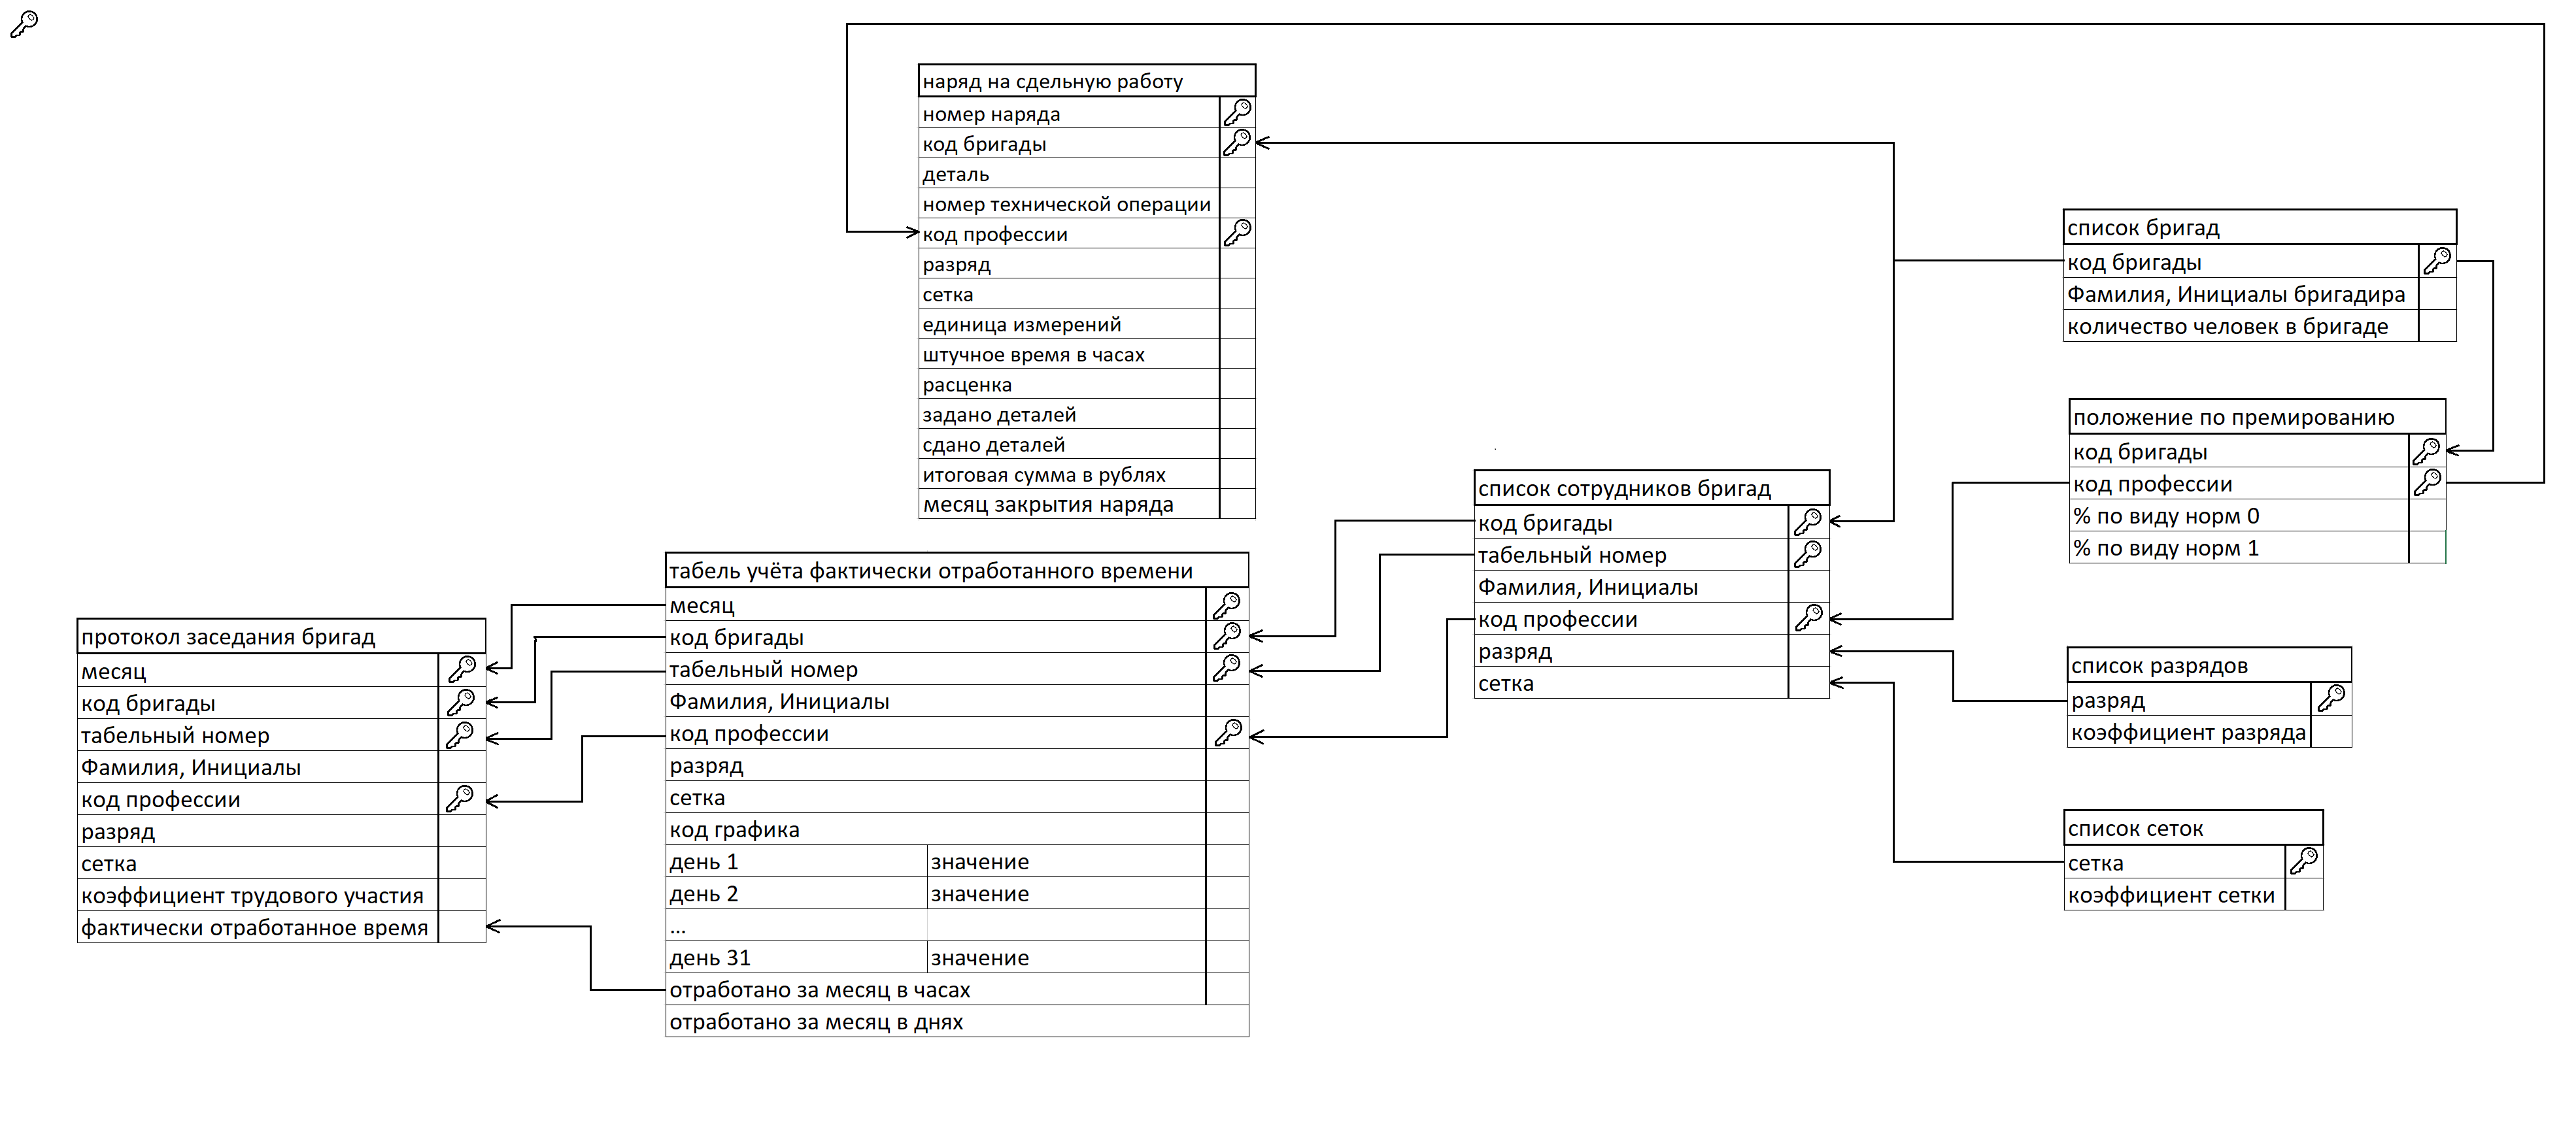 наряд на сдельную работу
номер наряда
код бригады
деталь
номер технической операции
код профессии
разряд
сетка
единица измерений
штучное время в часах
расценка
задано деталей
сдано деталей
итоговая сумма в рублях
месяц закрытия наряда
список бригад
код бригады
Фамилия, Инициалы бригадира
количество человек в бригаде
положение по премированию
код бригады
код профессии
% по виду норм 0
% по виду норм 1
список сотрудников бригад
код бригады
табельный номер
Фамилия, Инициалы
код профессии
разряд
сетка
табель учёта фактически отработанного времени
месяц
код бригады
табельный номер
Фамилия, Инициалы
код профессии
разряд
сетка
код графика
день 1 значение
день 2 значение
...
день 31 значение
отработано за месяц в часах
отработано за месяц в днях
протокол заседания бригад
месяц
код бригады
табельный номер
Фамилия, Инициалы
код профессии
разряд
сетка
коэффициент трудового участия
фактически отработанное время
список разрядов
разряд
коэффициент разряда
список сеток
сетка
коэффициент сетки